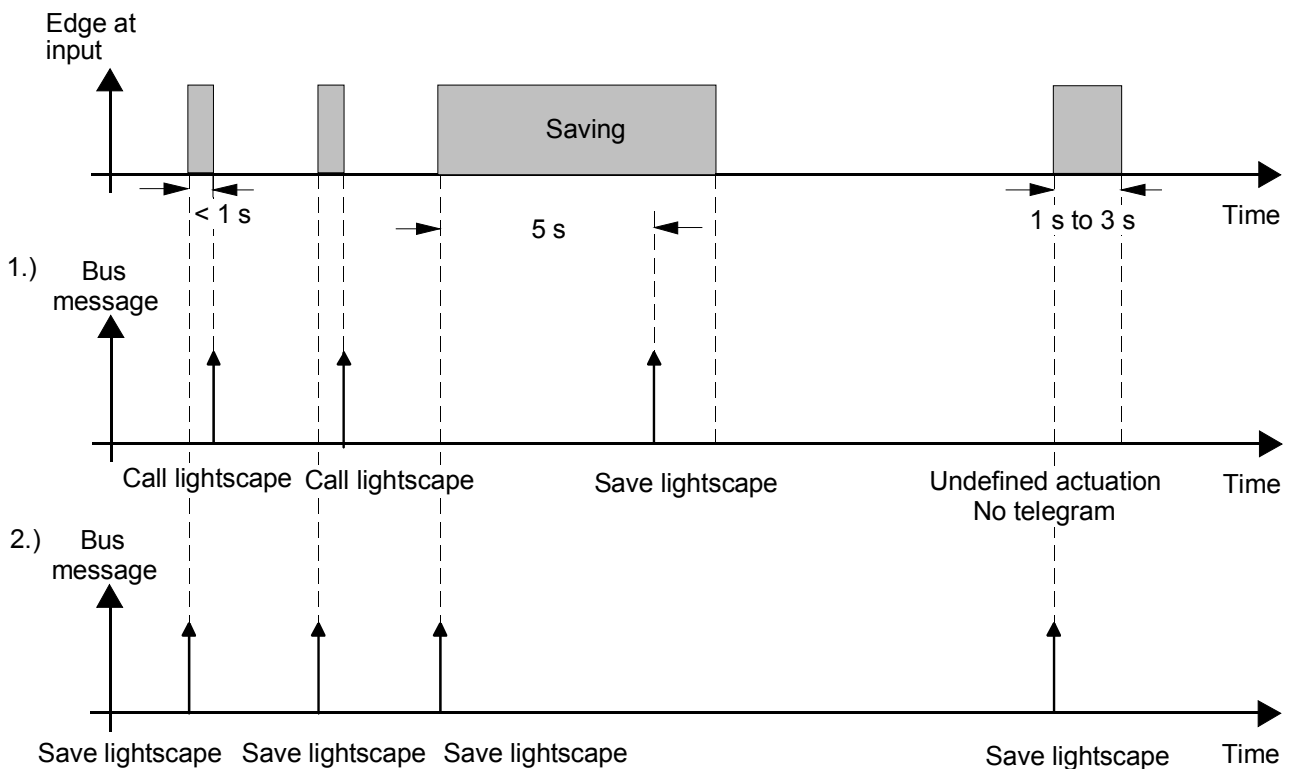 Edge at
input
Saving
< 1 s
5 s
1 s to 3 s
Time
1.)
Bus
message
Call lightscape
Call lightscape
Save lightscape
Undefined actuation
No telegram
Time
2.)
Bus
message
Save lightscape
Save lightscape
Save lightscape
Save lightscape
Time